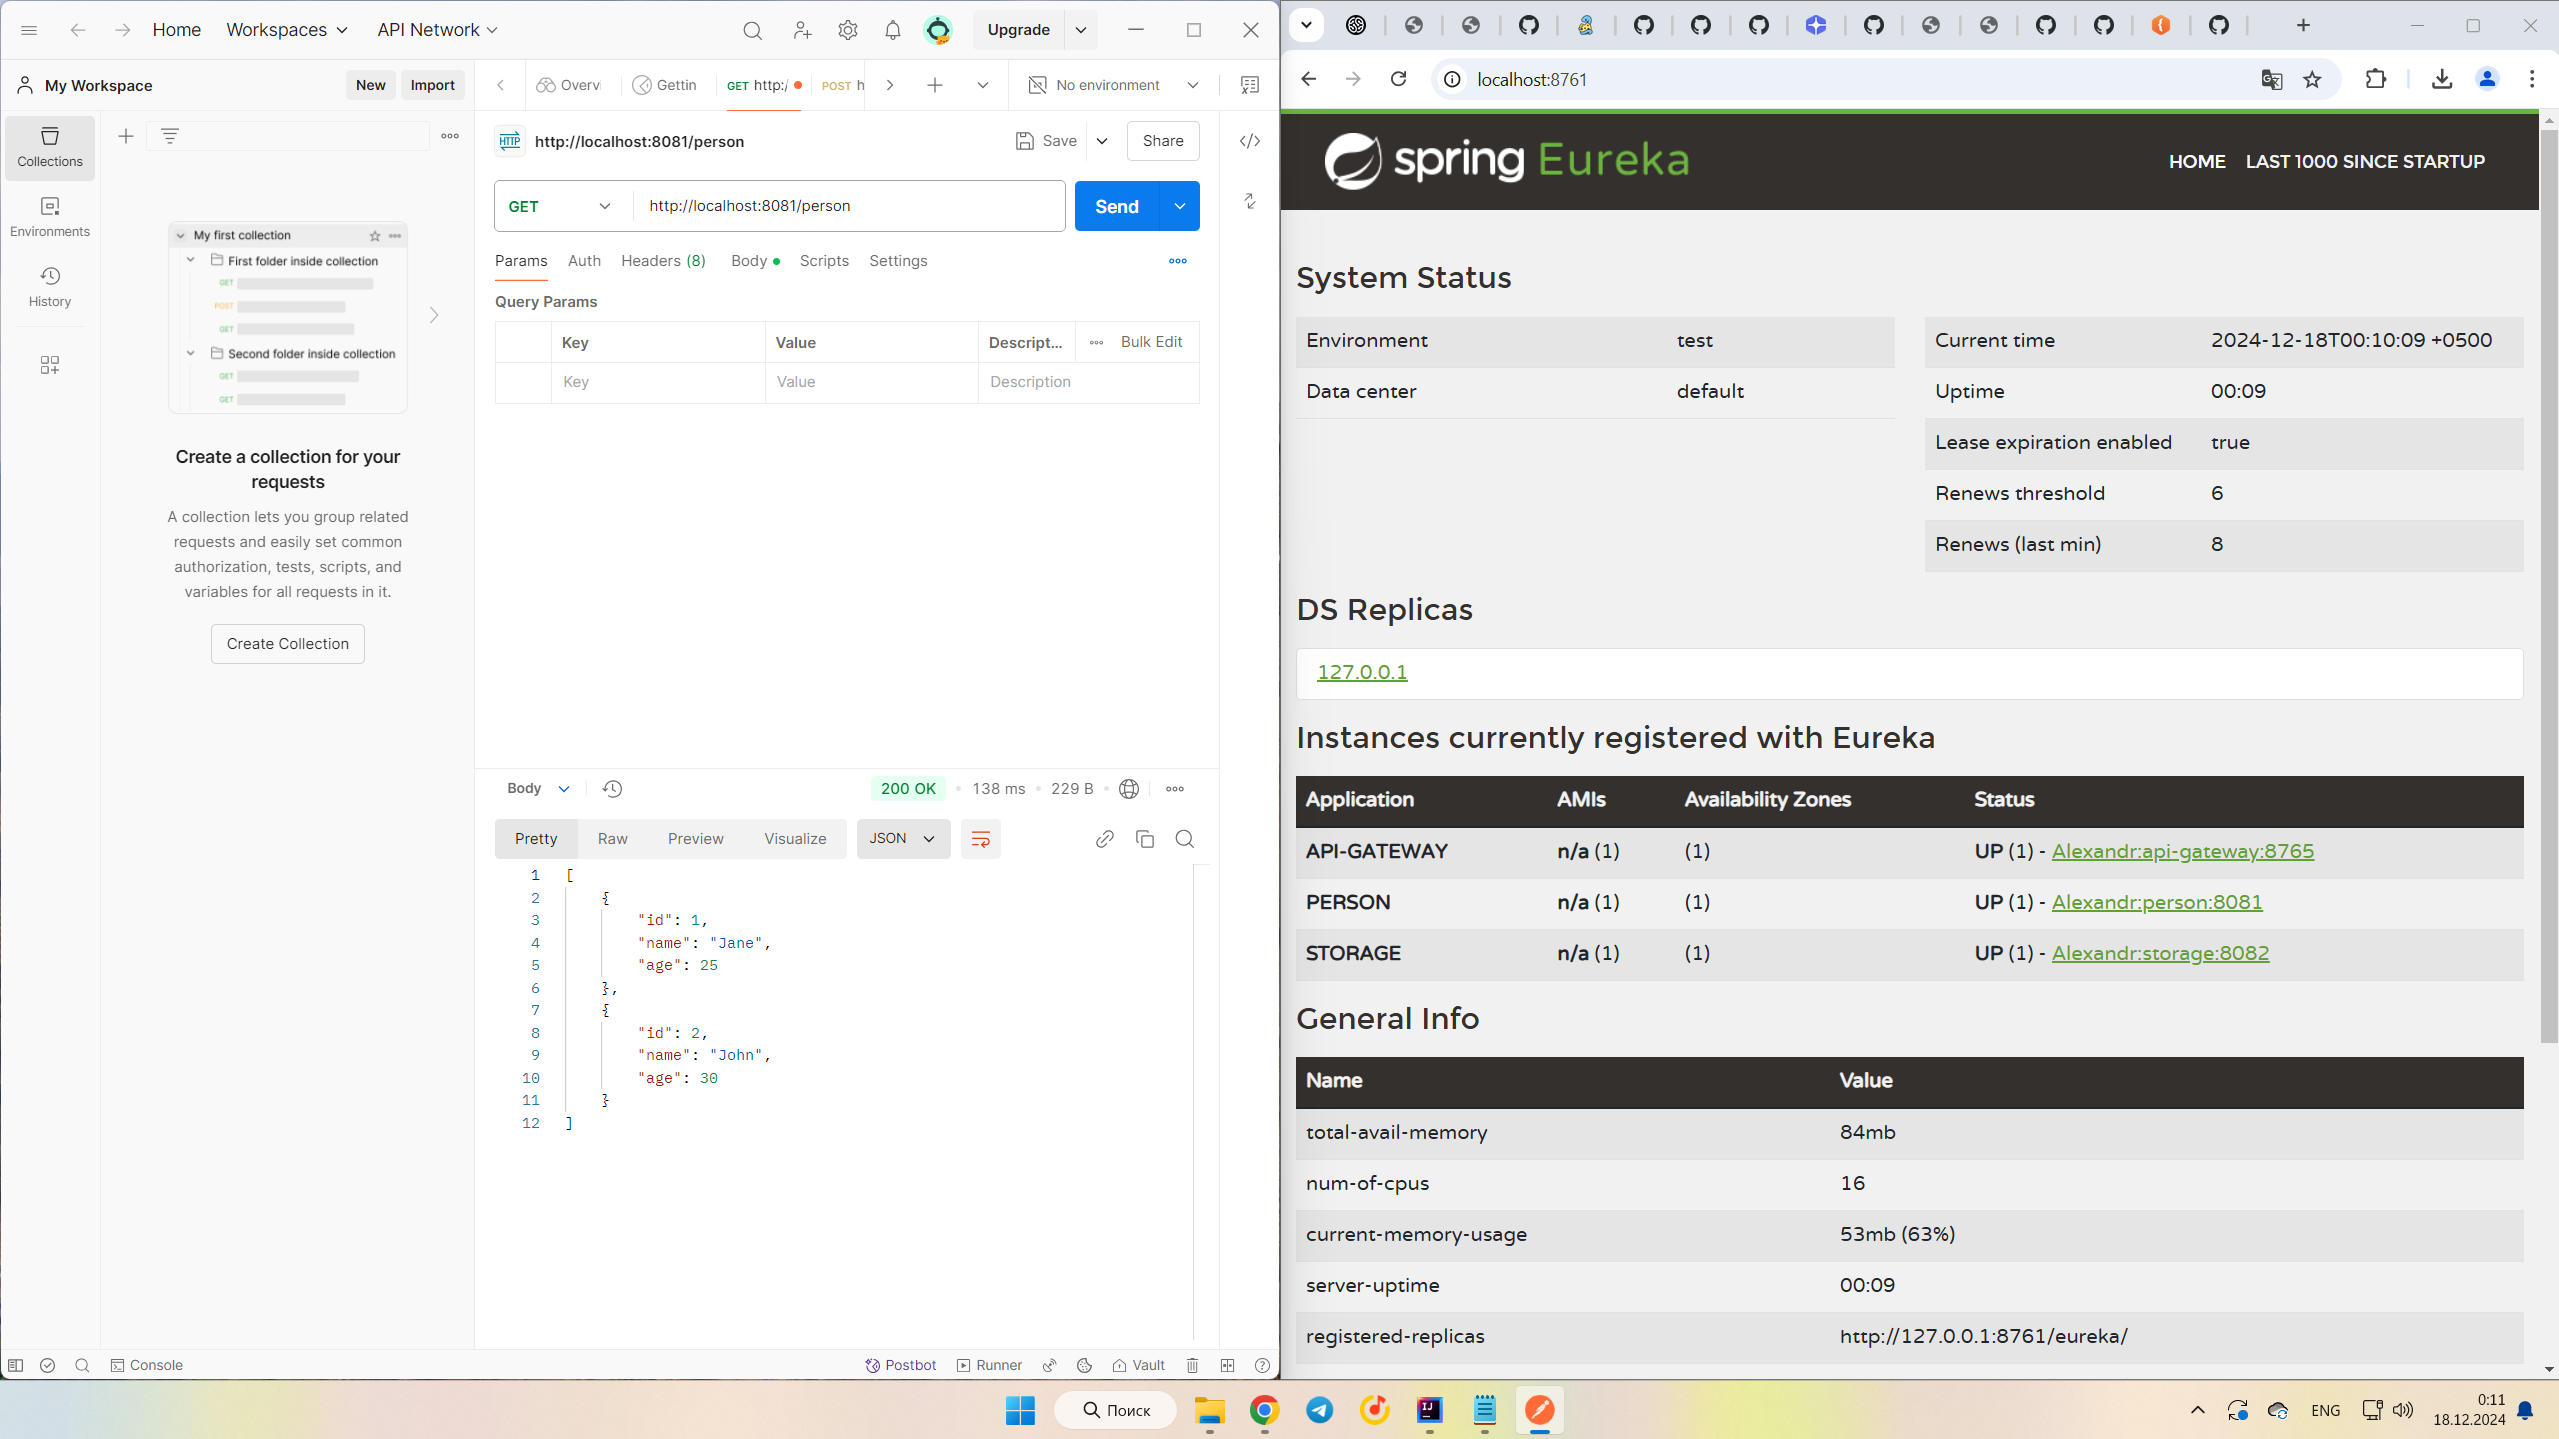 Home
Workspaces
API Network
Upgrade
My Workspace
New
Import
Overvi
Gettin
GET http:/
POST h
No environment
Collections
Environments
History
My first collection
First folder inside collection
GET
POST
GET
Second folder inside collection
GET
GET
Create a collection for your
requests
A collection lets you group related
requests and easily set common
authorization, tests, scripts, and
variables for all requests in it.
Create Collection
HTTP
http://localhost:8081/person
Save
Share
GET
http://localhost:8081/person
Send
Params
Auth
Headers (8)
Body
Scripts
Settings
Query Params
Key
Value
Descript...
Bulk Edit
Key
Value
Description
Body
200 OK
138 ms
229 B
Pretty
Raw
Preview
Visualize
JSON
1 [
2 {
3 "id": 1,
4 "name": "Jane",
5 "age": 25
6 },
7 {
8 "id": 2,
9 "name": "John",
10 "age": 30
11 }
12 ]
Console
Postbot
Runner
Vault
localhost:8761
spring Eureka
HOME
LAST 1000 SINCE STARTUP
System Status
Environment test
Data center default
Current time 2024-12-18T00:10:09 +0500
Uptime 00:09
Lease expiration enabled true
Renews threshold 6
Renews (last min) 8
DS Replicas
127.0.0.1
Instances currently registered with Eureka
Application AMIs Availability Zones Status
API-GATEWAY n/a (1) (1) UP (1) - Alexandr:api-gateway:8765
PERSON n/a (1) (1) UP (1) - Alexandr:person:8081
STORAGE n/a (1) (1) UP (1) - Alexandr:storage:8082
General Info
Name Value
total-avail-memory 84mb
num-of-cpus 16
current-memory-usage 53mb (63%)
server-uptime 00:09
registered-replicas http://127.0.0.1:8761/eureka/
Поиск
IJ
ENG
0:11
18.12.2024